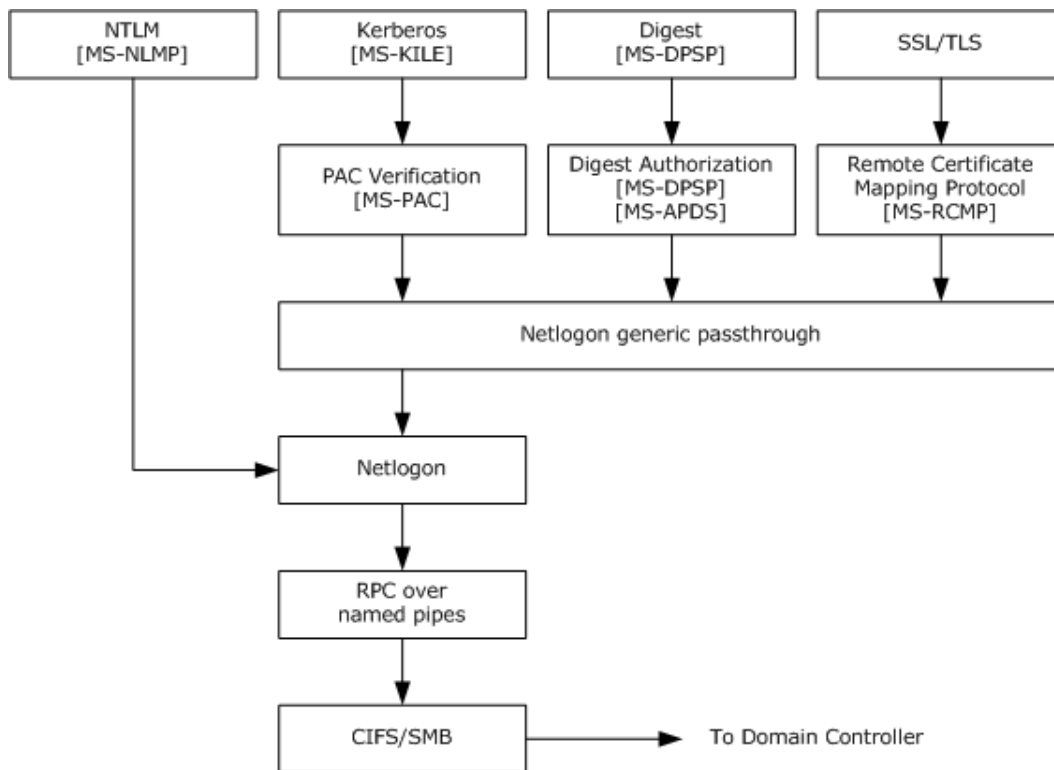 NTLM
[MS-NLMP]
Kerberos
[MS-KILE]
Digest
[MS-DPSP]
SSL/TLS
PAC Verification
[MS-PAC]
Digest Authorization
[MS-DPSP]
[MS-APDS]
Remote Certificate
Mapping Protocol
[MS-RCMP]
Netlogon generic passthrough
Netlogon
RPC over
named pipes
CIFS/SMB
To Domain Controller